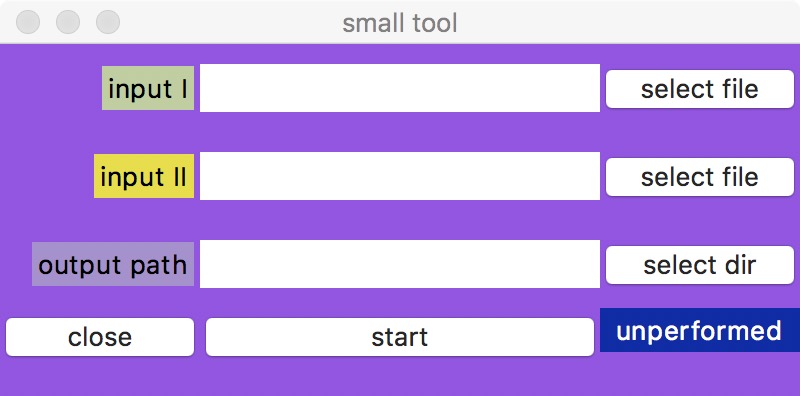 small tool
input I select file
input II select file
output path select dir
close start unperformed